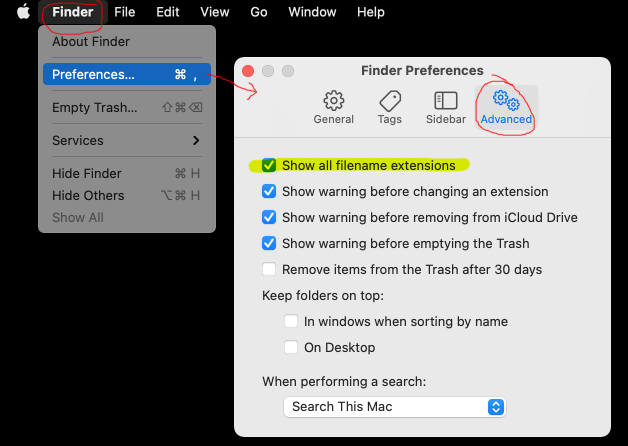 Finder File Edit View Go Window Help
About Finder
Preferences... ⌘ ,
Empty Trash... ⇧⌘⌫
Services
Hide Finder ⌘ H
Hide Others ⌥⌘ H
Show All
Finder Preferences
General Tags Sidebar Advanced
Show all filename extensions
Show warning before changing an extension
Show warning before removing from iCloud Drive
Show warning before emptying the Trash
Remove items from the Trash after 30 days
Keep folders on top:
In windows when sorting by name
On Desktop
When performing a search:
Search This Mac